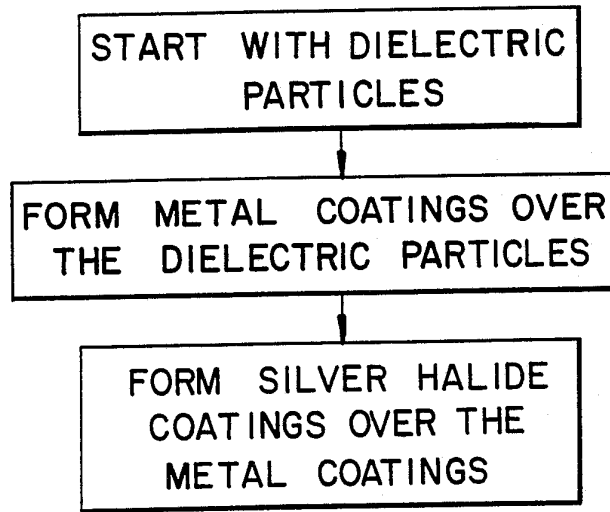 START WITH DIELECTRIC
PARTICLES
FORM METAL COATINGS OVER
THE DIELECTRIC PARTICLES
FORM SILVER HALIDE
COATINGS OVER THE
METAL COATINGS